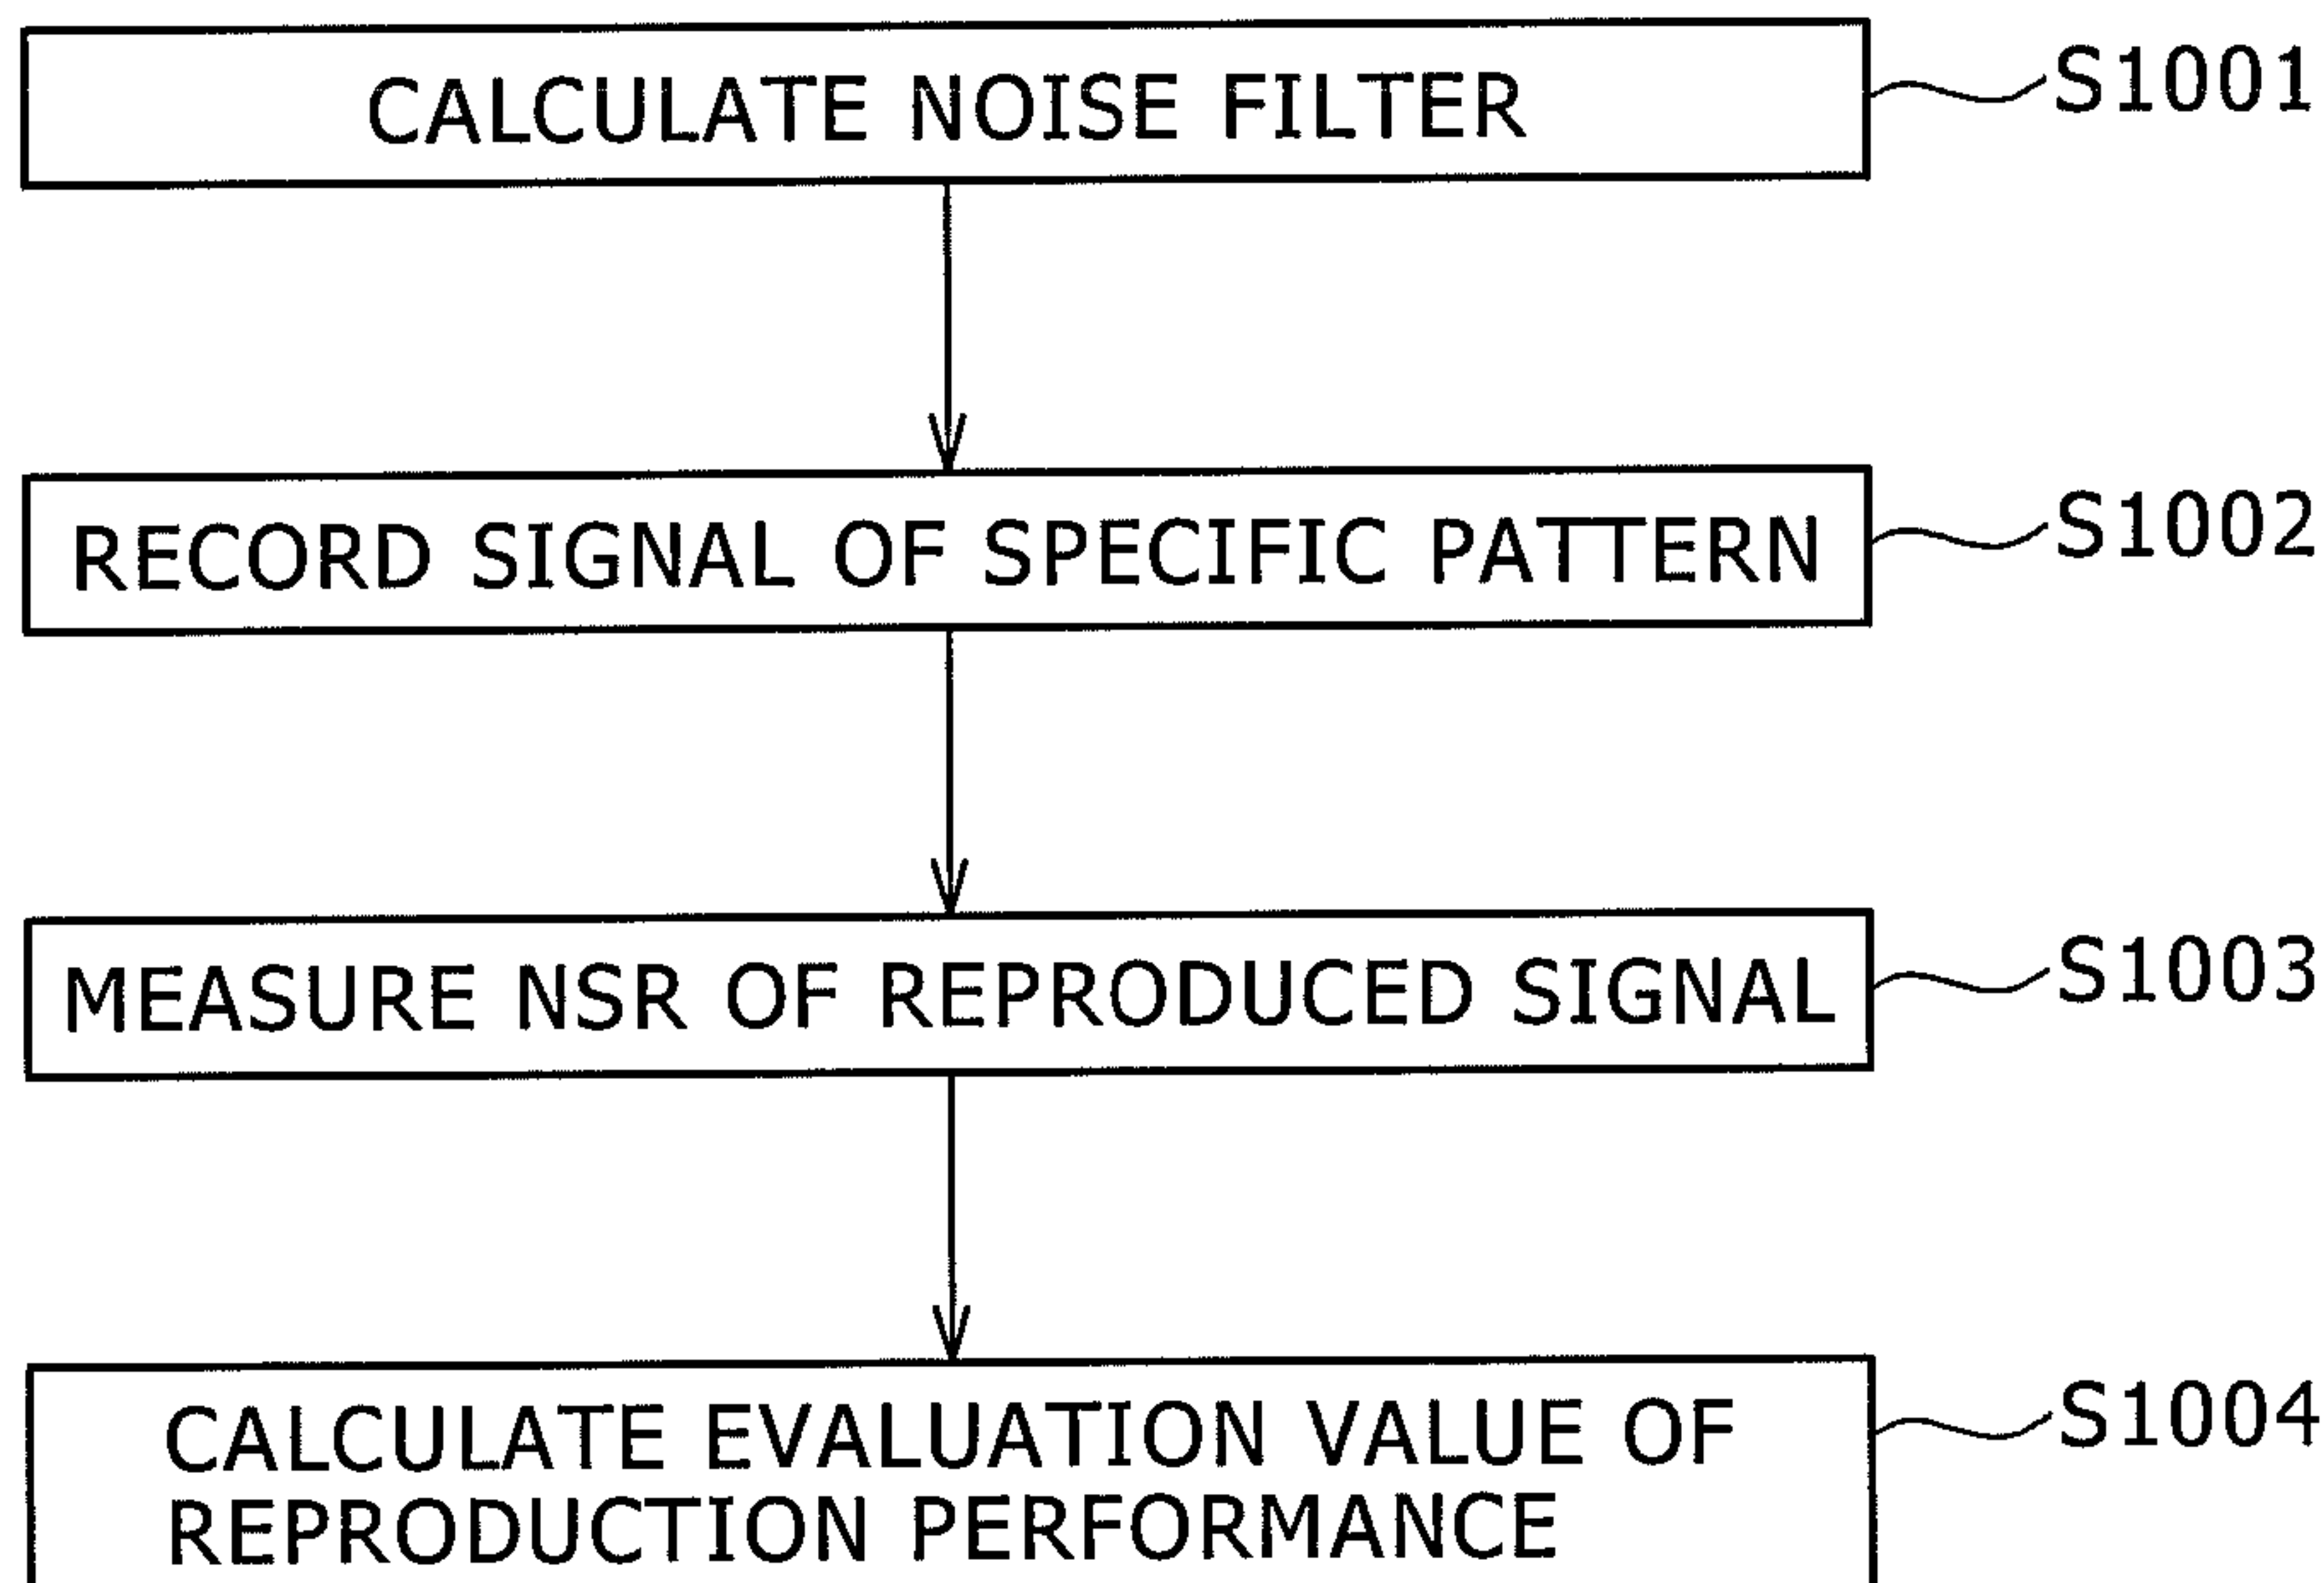 CALCULATE NOISE FILTER
S1001
RECORD SIGNAL OF SPECIFIC PATTERN
S1002
MEASURE NSR OF REPRODUCED SIGNAL
S1003
CALCULATE EVALUATION VALUE OF
REPRODUCTION PERFORMANCE
S1004